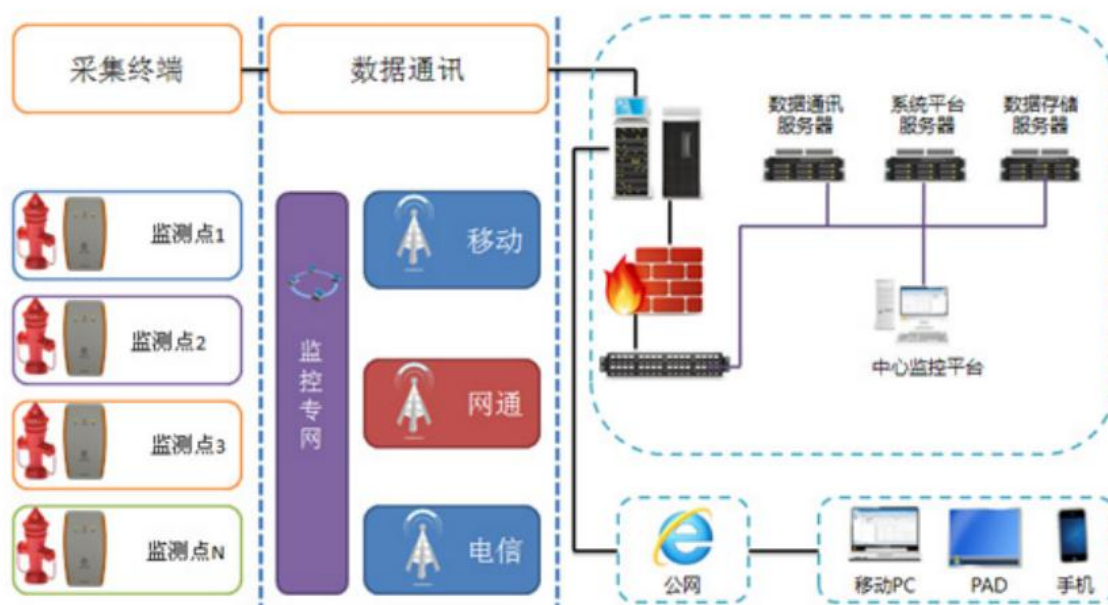 采集终端
数据通讯
数据通讯
服务器
系统平台
服务器
数据存储
服务器
监测点1
监测点2
监测点3
监测点N
监控专网
移动
网通
电信
中心监控平台
公网
移动PC
PAD
手机